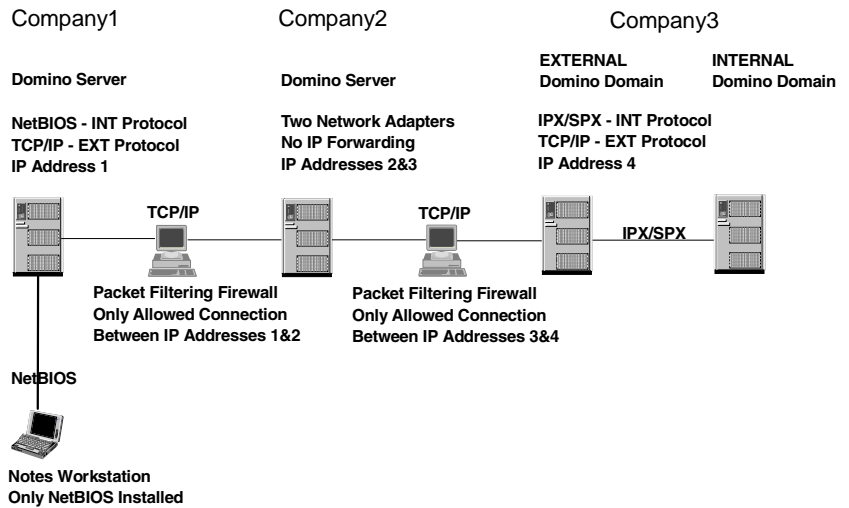 Company1
Company2
Company3
EXTERNAL
Domino Domain
INTERNAL
Domino Domain
Domino Server
Domino Server
NetBIOS - INT Protocol
TCP/IP - EXT Protocol
IP Address 1
Two Network Adapters
No IP Forwarding
IP Addresses 2&3
IPX/SPX - INT Protocol
TCP/IP - EXT Protocol
IP Address 4
TCP/IP
TCP/IP
IPX/SPX
Packet Filtering Firewall
Only Allowed Connection
Between IP Addresses 1&2
Packet Filtering Firewall
Only Allowed Connection
Between IP Addresses 3&4
NetBIOS
Notes Workstation
Only NetBIOS Installed